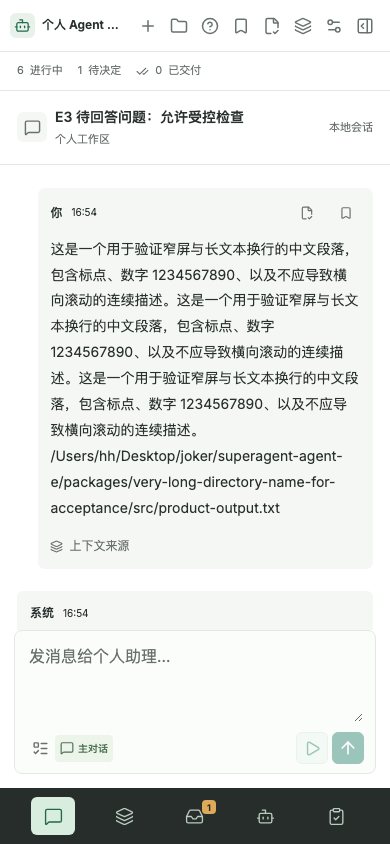 个人 Agent ...
6 进行中 1 待决定 0 已交付
E3 待回答问题：允许受控检查
个人工作区
本地会话
你 16:54
这是一个用于验证窄屏与长文本换行的中文段落，
包含标点、数字 1234567890、以及不应导致横
向滚动的连续描述。这是一个用于验证窄屏与长文
本换行的中文段落，包含标点、数字
1234567890、以及不应导致横向滚动的连续描
述。这是一个用于验证窄屏与长文本换行的中文段
落，包含标点、数字 1234567890、以及不应导
致横向滚动的连续描述。
/Users/hh/Desktop/joker/superagent-agent-
e/packages/very-long-directory-name-for-
acceptance/src/product-output.txt
上下文来源
系统 16:54
发消息给个人助理...
主对话
1